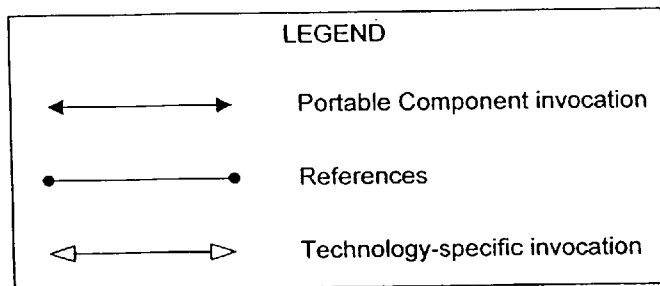 LEGEND
Portable Component invocation
References
Technology-specific invocation